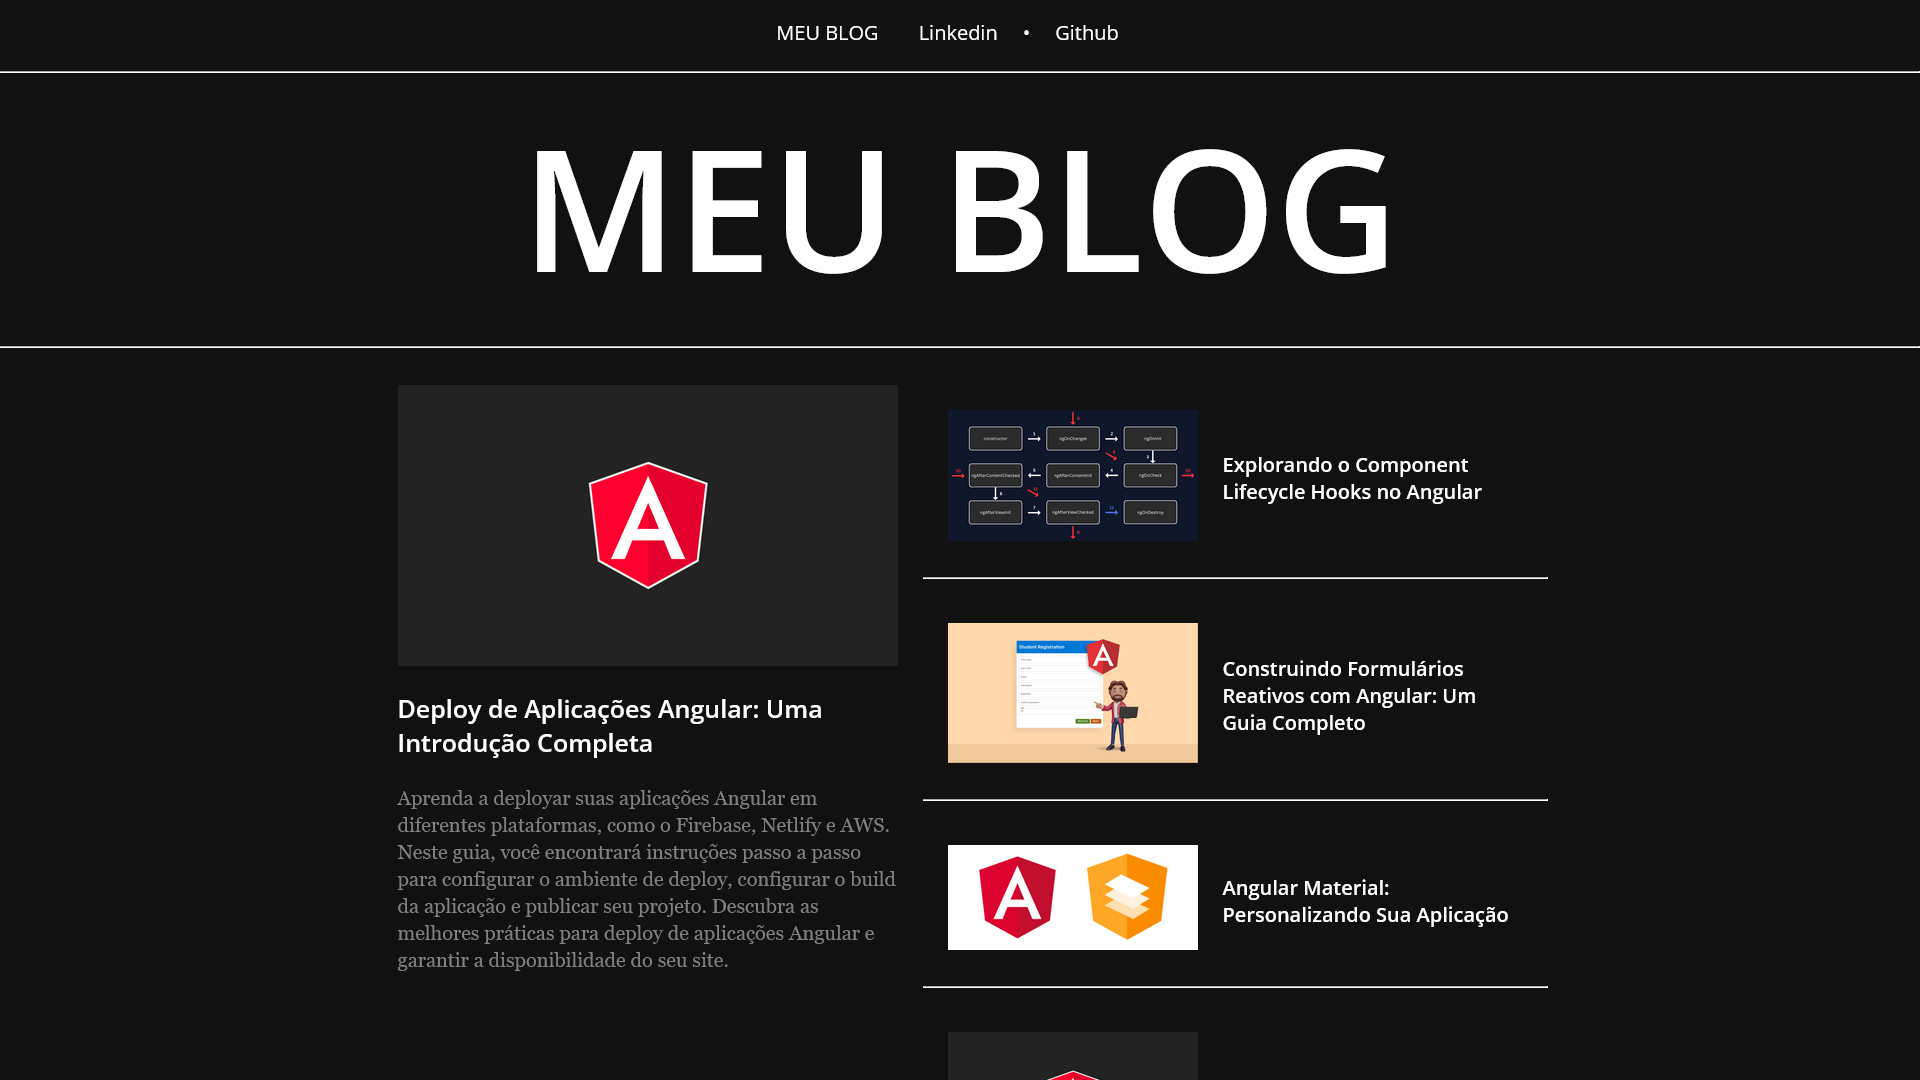 MEU BLOG
Linkedin • Github
MEU BLOG
Deploy de Aplicações Angular: Uma
Introdução Completa
Aprenda a deployar suas aplicações Angular em
diferentes plataformas, como o Firebase, Netlify e AWS.
Neste guia, você encontrará instruções passo a passo
para configurar o ambiente de deploy, configurar o build
da aplicação e publicar seu projeto. Descubra as
melhores práticas para deploy de aplicações Angular e
garantir a disponibilidade do seu site.
constructor
ngOnChanges
ngOnInit
ngAfterContentChecked
ngAfterContentInit
ngDoCheck
ngAfterViewInit
ngAfterViewChecked
ngOnDestroy
Explorando o Component
Lifecycle Hooks no Angular
Student Registration
Construindo Formulários
Reativos com Angular: Um
Guia Completo
Angular Material:
Personalizando Sua Aplicação